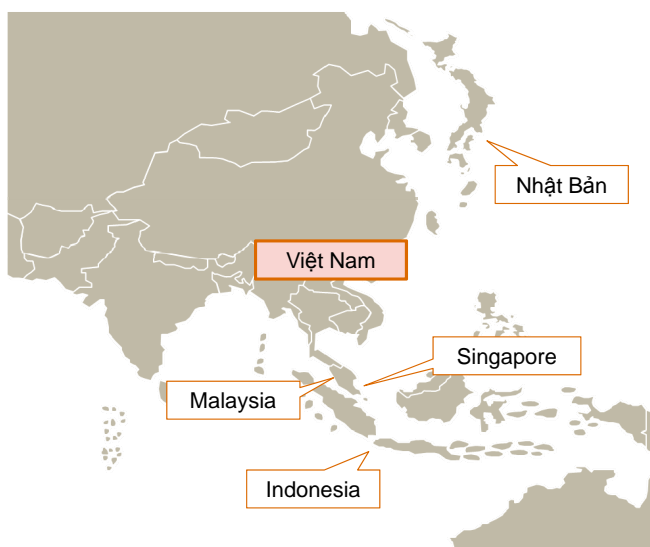 Nhật Bản
Việt Nam
Singapore
Malaysia
Indonesia